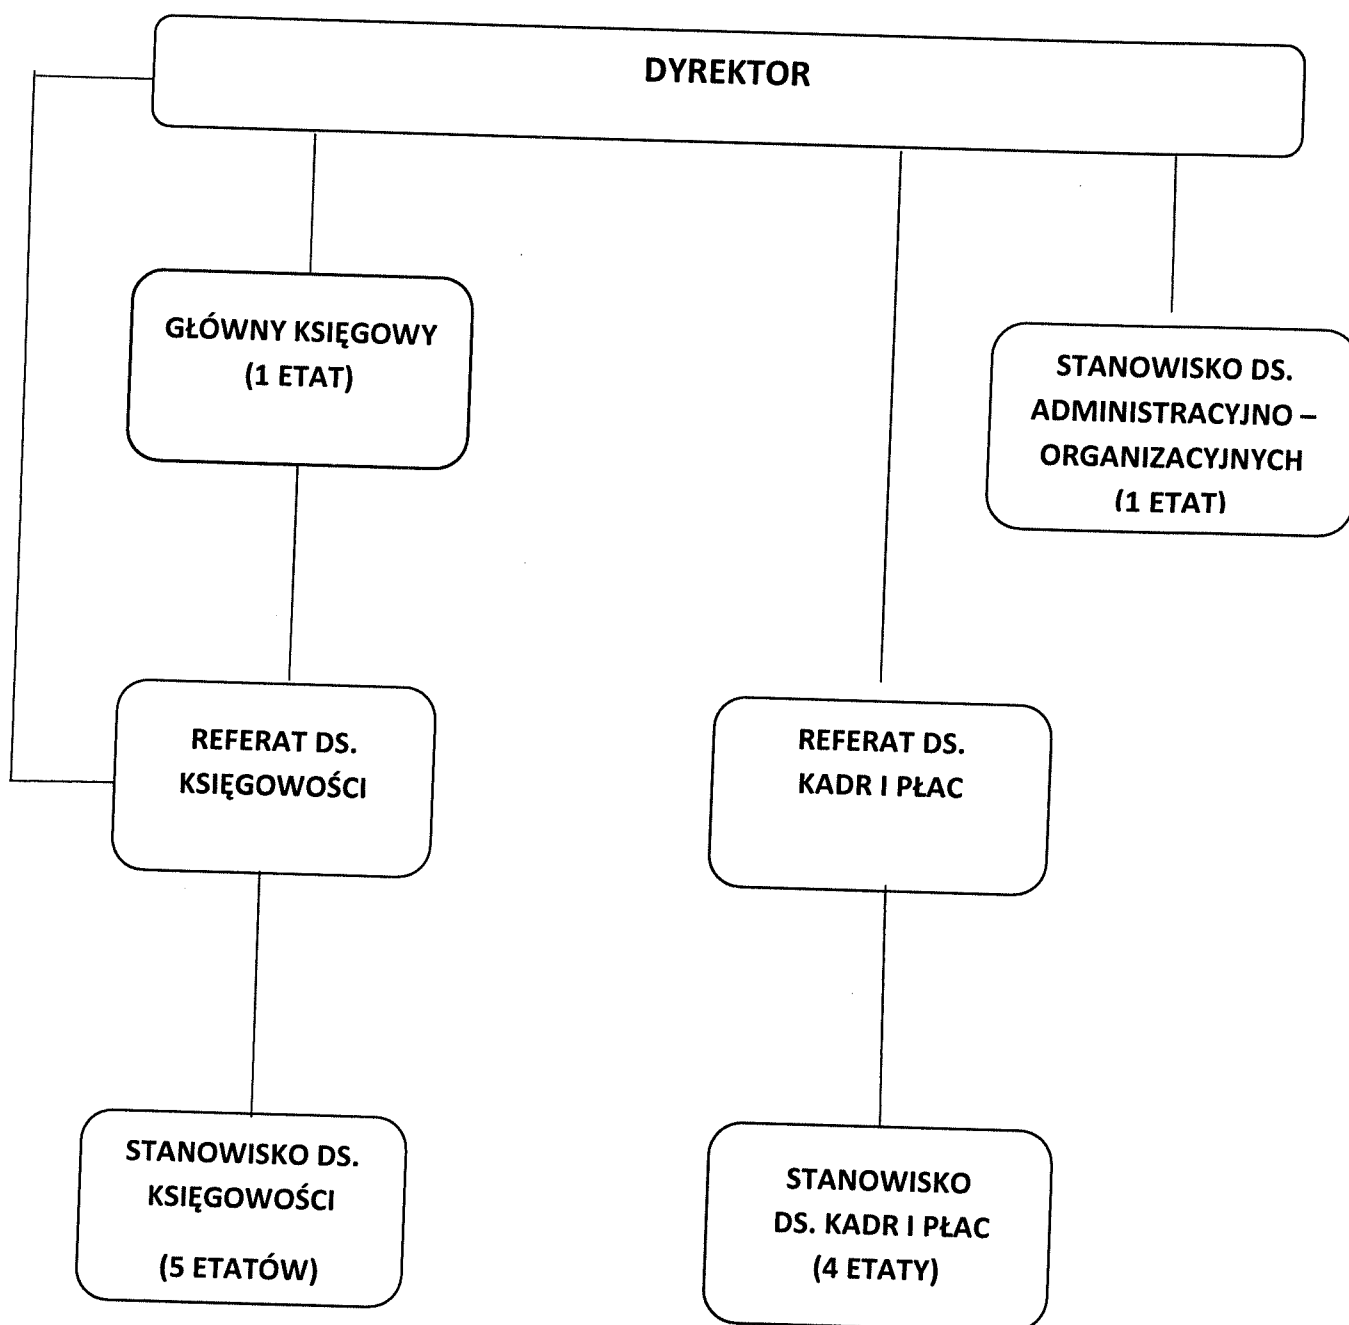 DYREKTOR
GŁÓWNY KSIĘGOWY
(1 ETAT)
STANOWISKO DS.
ADMINISTRACYJNO –
ORGANIZACYJNYCH
(1 ETAT)
REFERAT DS.
KSIĘGOWOŚCI
REFERAT DS.
KADR I PŁAC
STANOWISKO DS.
KSIĘGOWOŚCI
(5 ETATÓW)
STANOWISKO
DS. KADR I PŁAC
(4 ETATY)